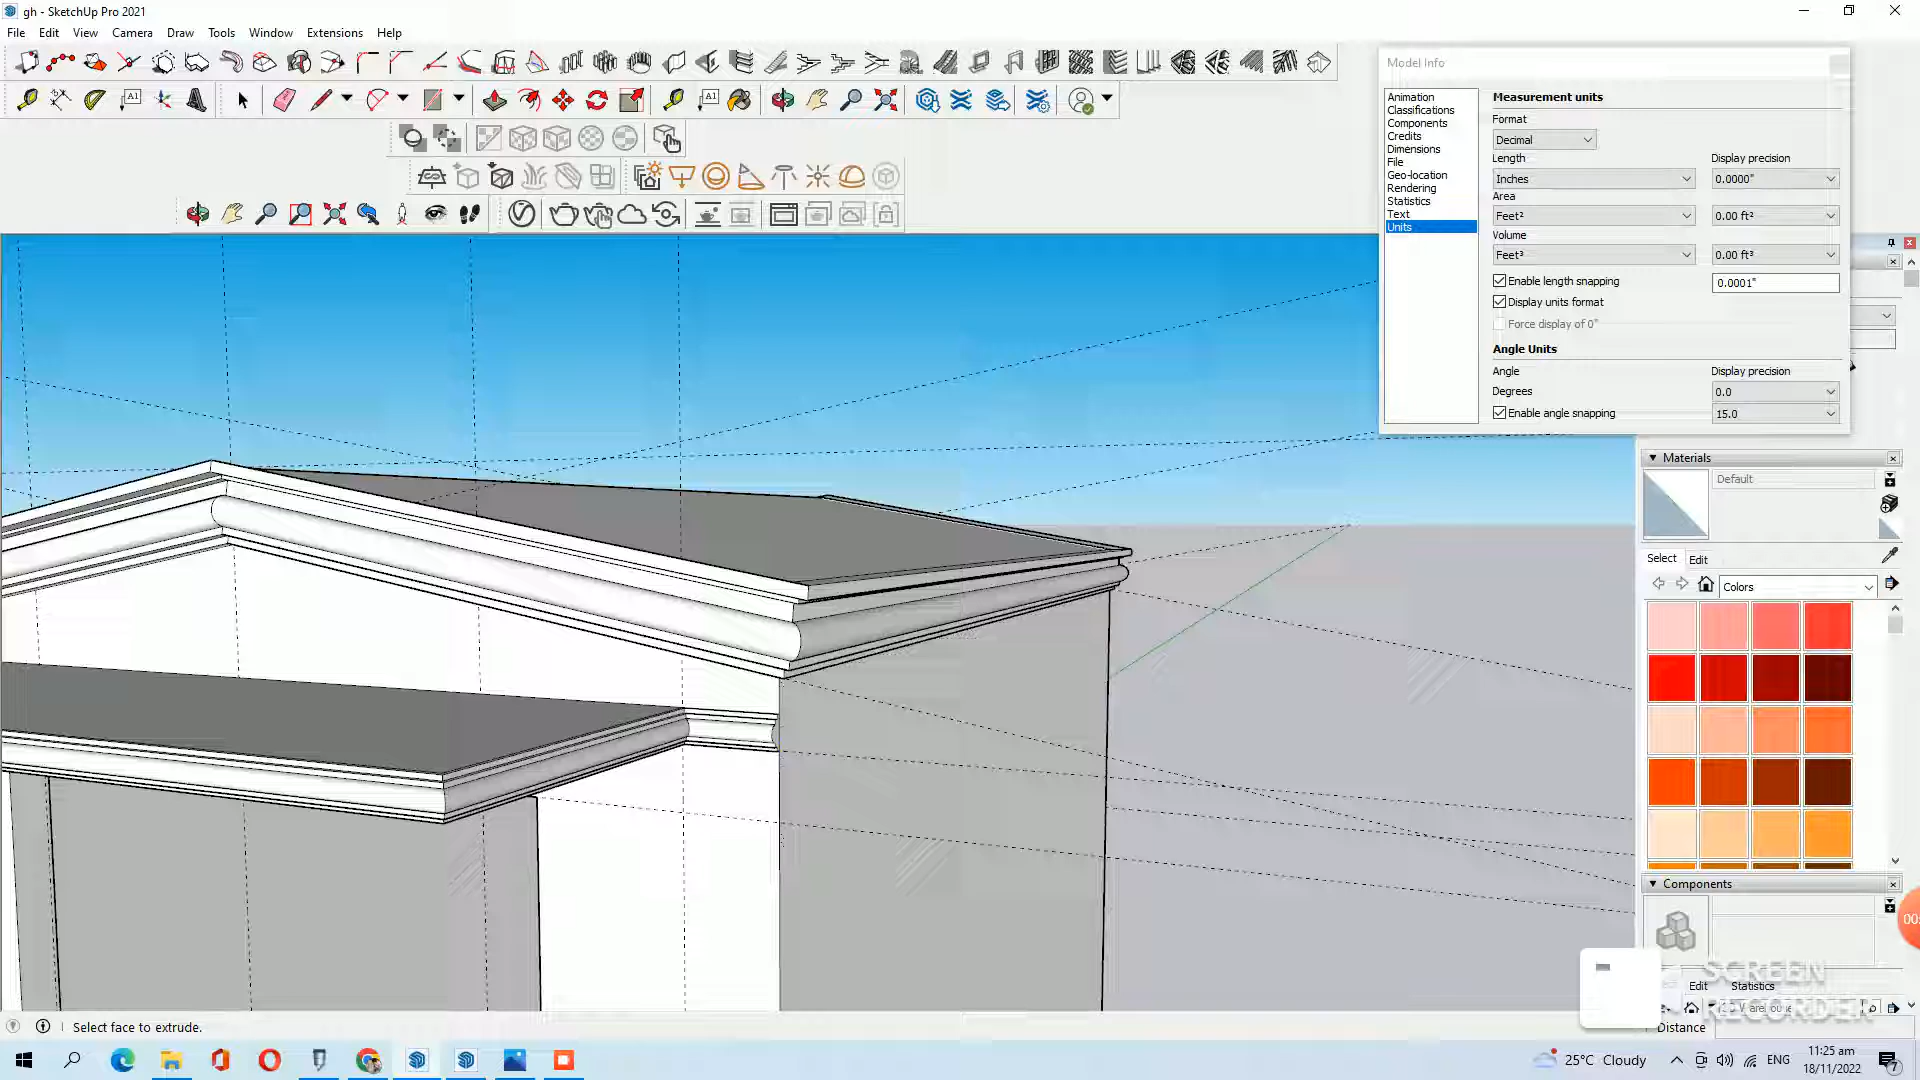 gh - SketchUp Pro 2021
File Edit View Camera Draw Tools Window Extensions Help
Model Info
Animation
Classifications
Components
Credits
Dimensions
File
Geo-location
Rendering
Statistics
Text
Units
Measurement units
Format
Decimal
Length Display precision
Inches 0.0000"
Area
Feet² 0.00 ft²
Volume
Feet³ 0.00 ft³
Enable length snapping 0.0001"
Display units format
Force display of 0"
Angle Units
Angle Display precision
Degrees 0.0
Enable angle snapping 15.0
Materials
Default
Select Edit
Colors
Components
00:
SCREEN
RECORDER
Edit Statistics
Distance
Select face to extrude.
25°C Cloudy
ENG
11:25 am
18/11/2022
7